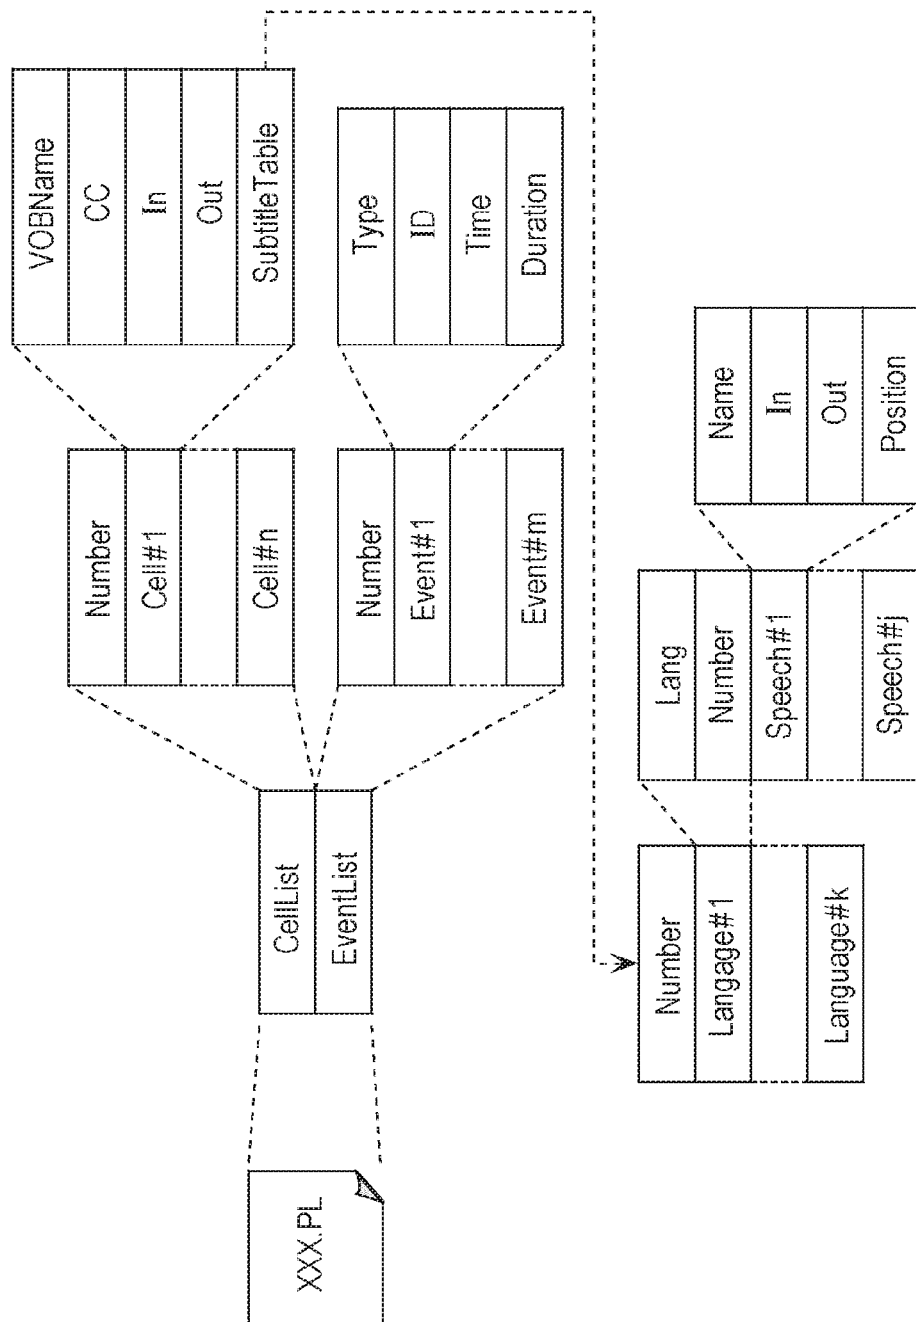 XXX.PL
CellList
EventList
Number
Cell#1
Cell#n
Number
Event#1
Event#m
VOBName
CC
In
Out
SubtitleTable
Type
ID
Time
Duration
Number
Langage#1
Language#k
Lang
Number
Speech#1
Speech#j
Name
In
Out
Position